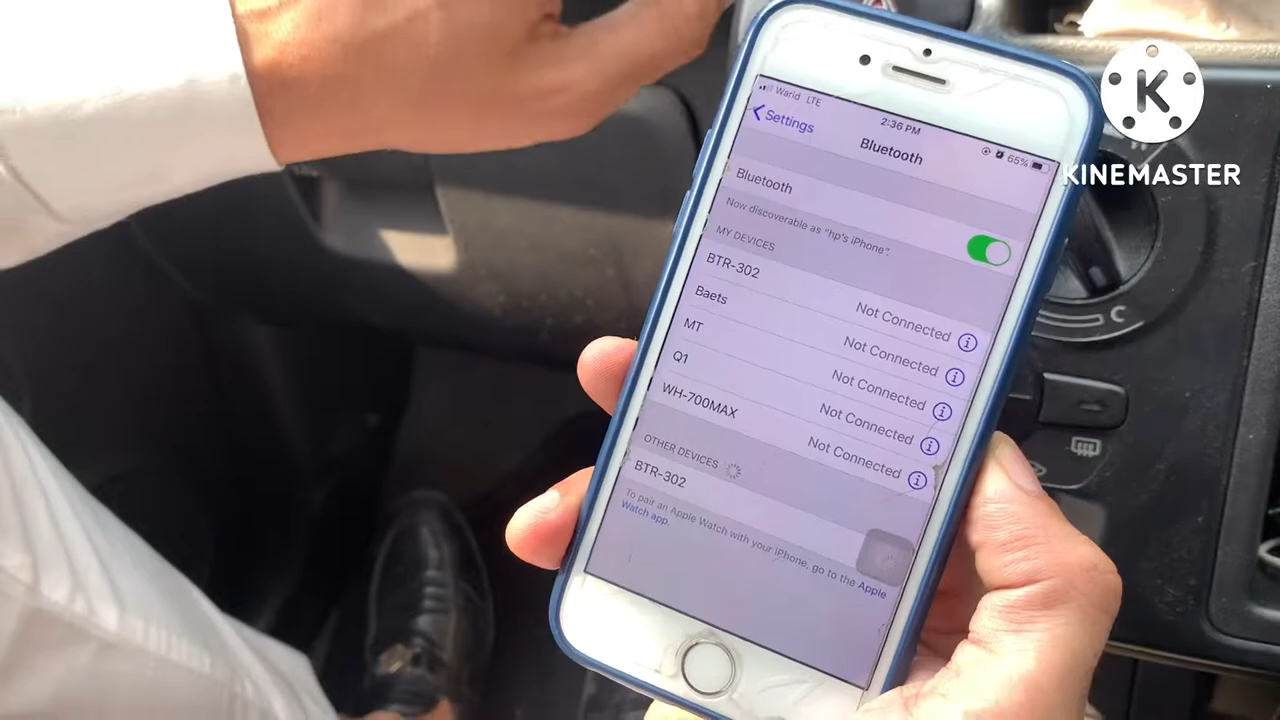 Warid LTE
2:36 PM
65%
Settings
Bluetooth
Bluetooth
Now discoverable as "hp's iPhone".
MY DEVICES
BTR-302 Not Connected
Baets Not Connected
MT Not Connected
Q1 Not Connected
WH-700MAX Not Connected
OTHER DEVICES
BTR-302
To pair an Apple Watch with your iPhone, go to the Apple
Watch app.
K
KINEMASTER
C